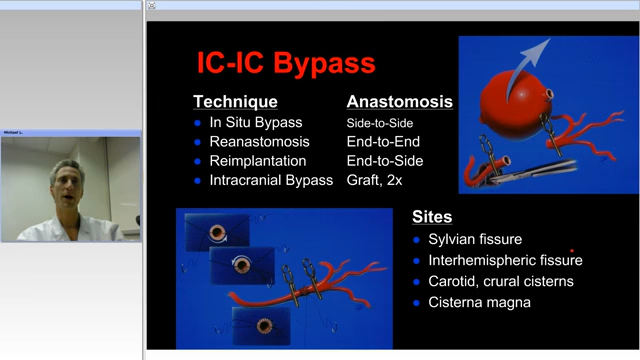 Michael L.
IC-IC Bypass
Technique Anastomosis
In Situ Bypass Side-to-Side
Reanastomosis End-to-End
Reimplantation End-to-Side
Intracranial Bypass Graft, 2x
Sites
Sylvian fissure
Interhemispheric fissure
Carotid, crural cisterns
Cisterna magna